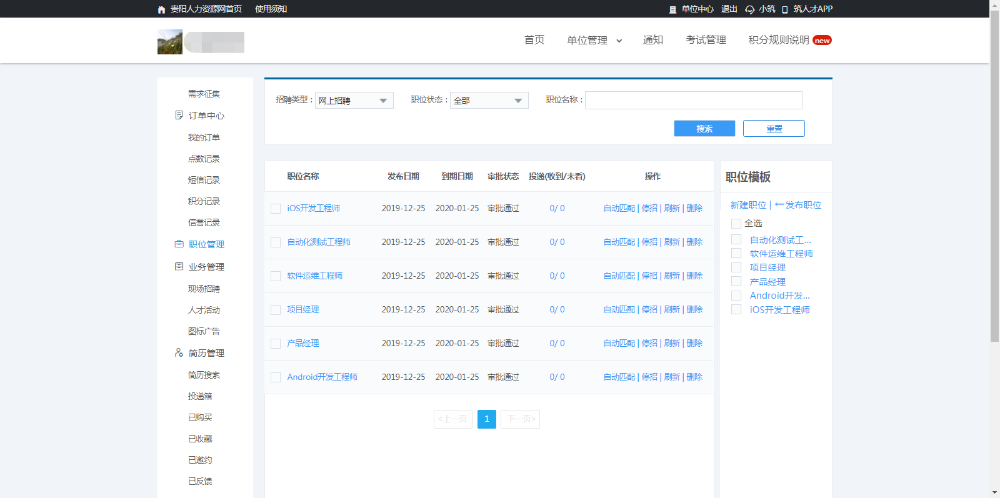 贵阳人力资源网首页 使用须知 单位中心 退出 小筑 筑人才APP
首页 单位管理 通知 考试管理 积分规则说明 new
需求征集
订单中心
我的订单
点数记录
短信记录
积分记录
信誉记录
职位管理
业务管理
现场招聘
人才活动
图标广告
简历管理
简历搜索
投递箱
已购买
已收藏
已邀约
已反馈
招聘类型： 网上招聘 职位状态： 全部 职位名称：
搜索 重置
职位名称 发布日期 到期日期 审批状态 投递(收到/未看) 操作
iOS开发工程师 2019-12-25 2020-01-25 审批通过 0/ 0 自动匹配 | 停招 | 刷新 | 删除
自动化测试工程师 2019-12-25 2020-01-25 审批通过 0/ 0 自动匹配 | 停招 | 刷新 | 删除
软件运维工程师 2019-12-25 2020-01-25 审批通过 0/ 0 自动匹配 | 停招 | 刷新 | 删除
项目经理 2019-12-25 2020-01-25 审批通过 0/ 0 自动匹配 | 停招 | 刷新 | 删除
产品经理 2019-12-25 2020-01-25 审批通过 0/ 0 自动匹配 | 停招 | 刷新 | 删除
Android开发工程师 2019-12-25 2020-01-25 审批通过 0/ 0 自动匹配 | 停招 | 刷新 | 删除
<上一页 1 下一页>
职位模板
新建职位 | 🠔发布职位
全选
自动化测试工...
软件运维工程师
项目经理
产品经理
Android开发...
iOS开发工程师